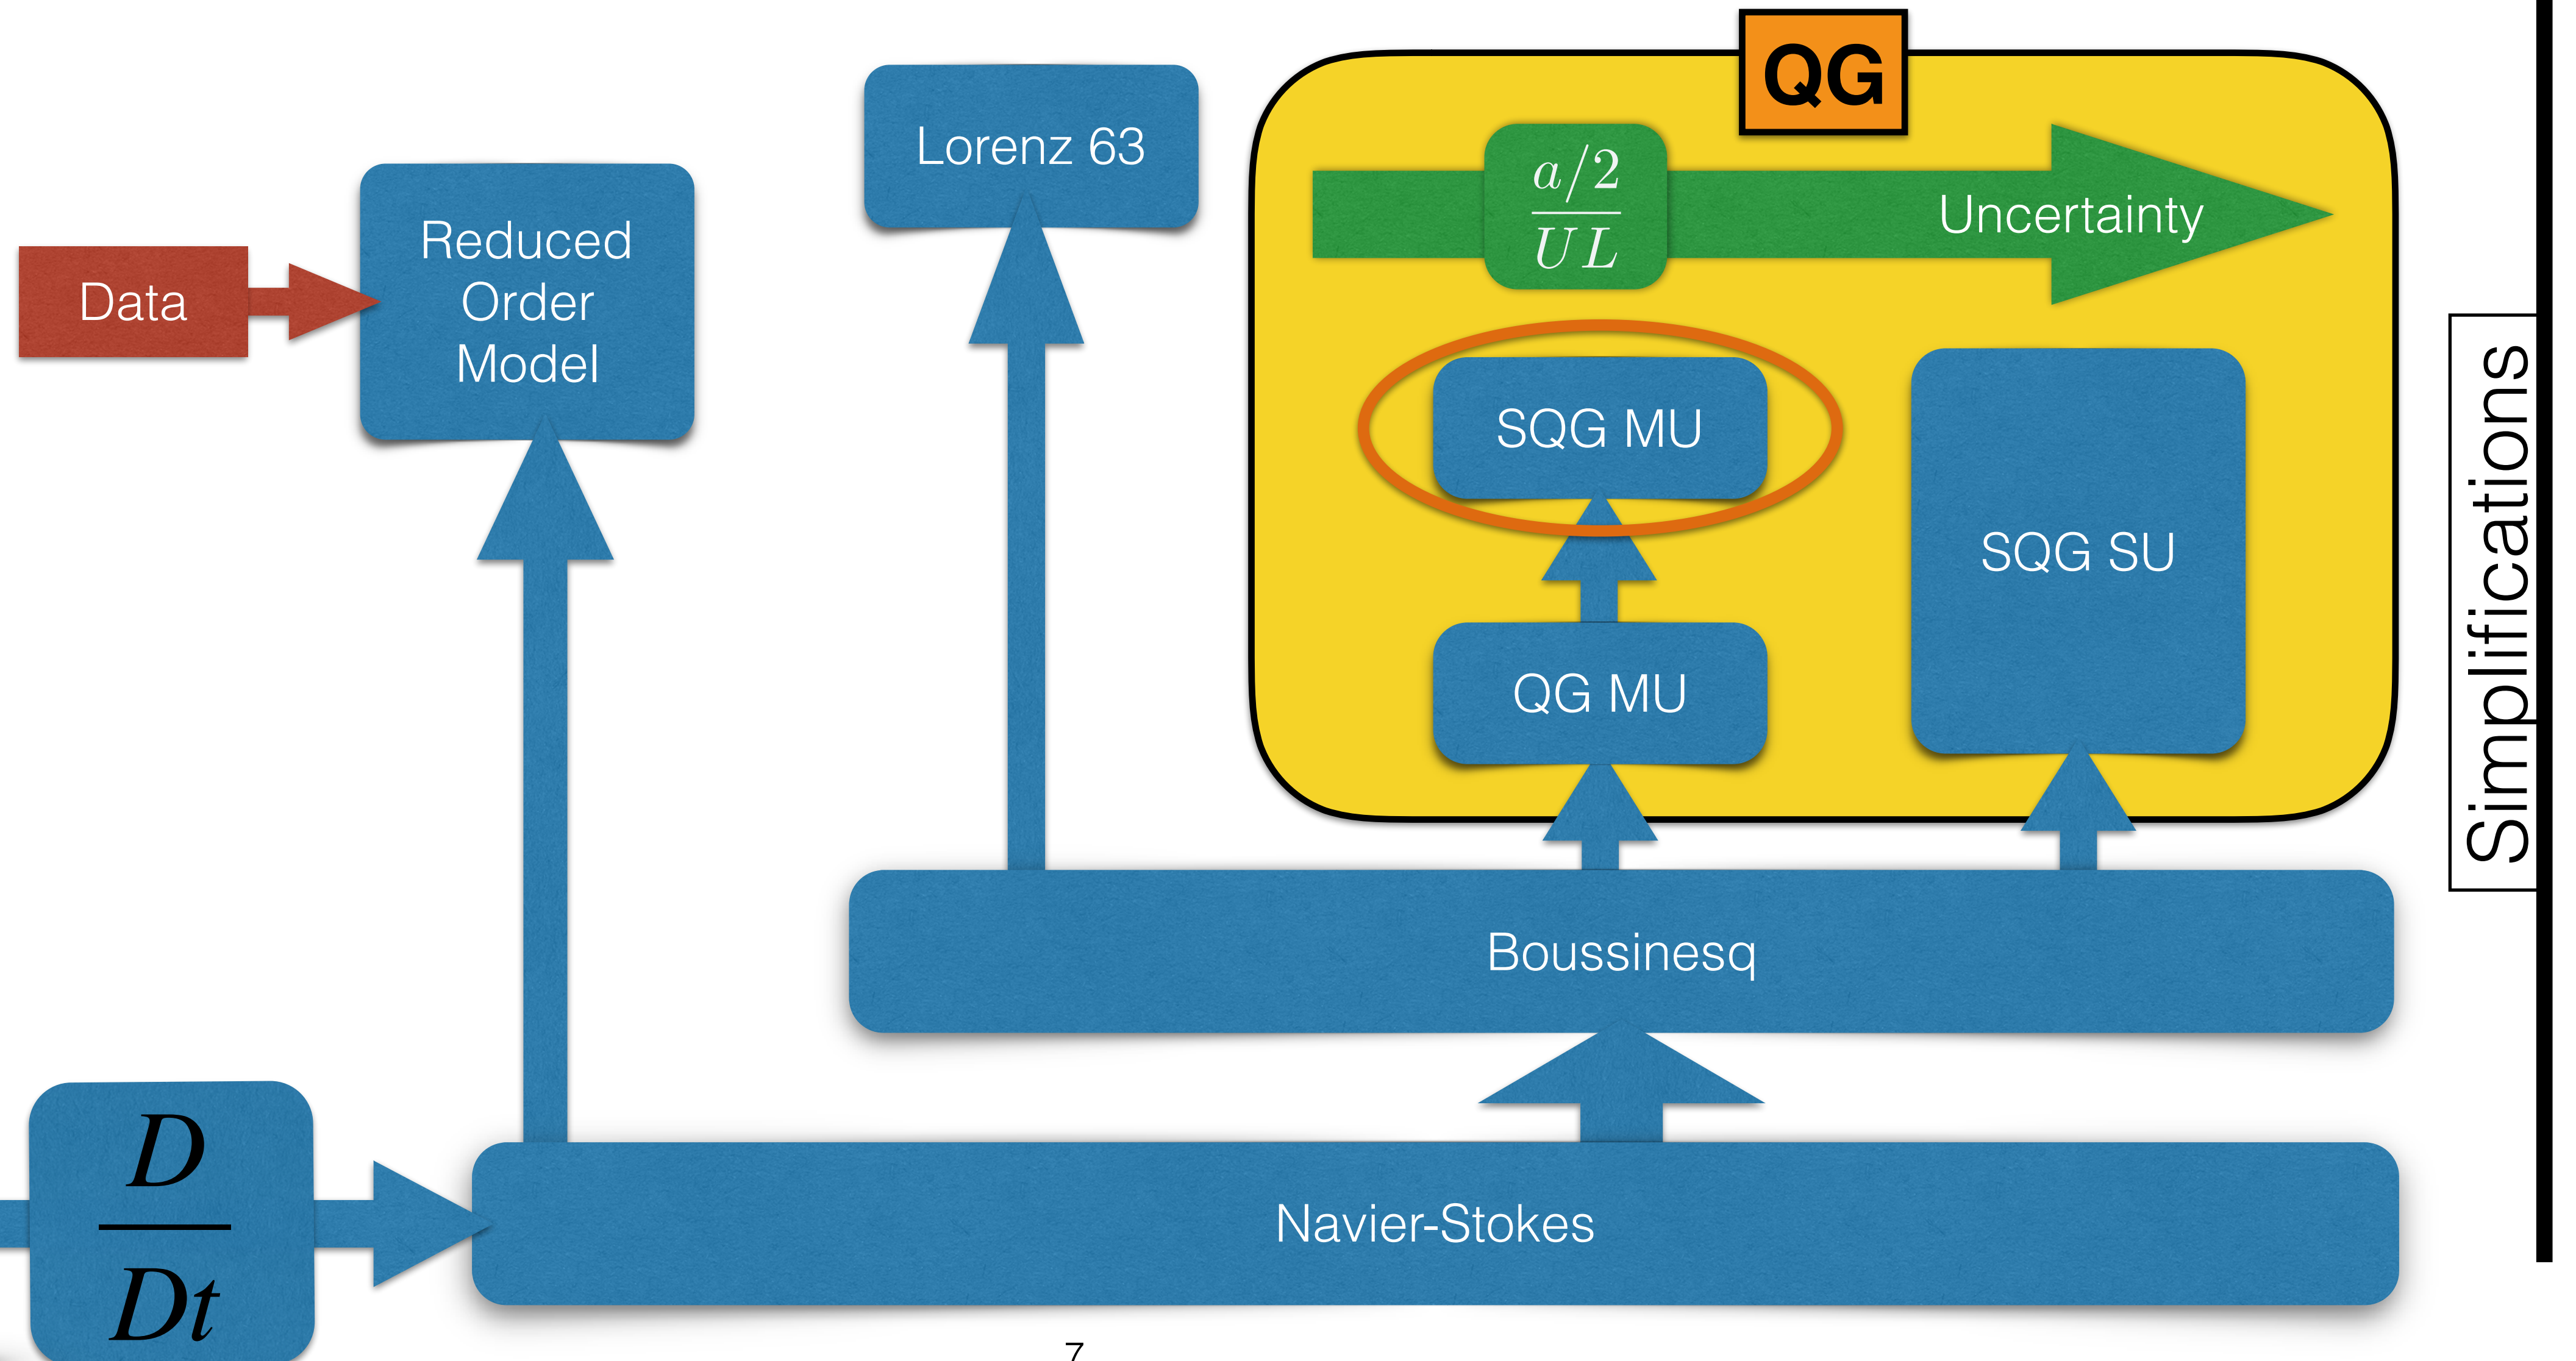 QG
Lorenz 63
a/2
UL
Uncertainty
Reduced
Order
Model
Data
SQG MU
SQG SU
QG MU
Simplifications
Boussinesq
D
Dt
Navier-Stokes
7